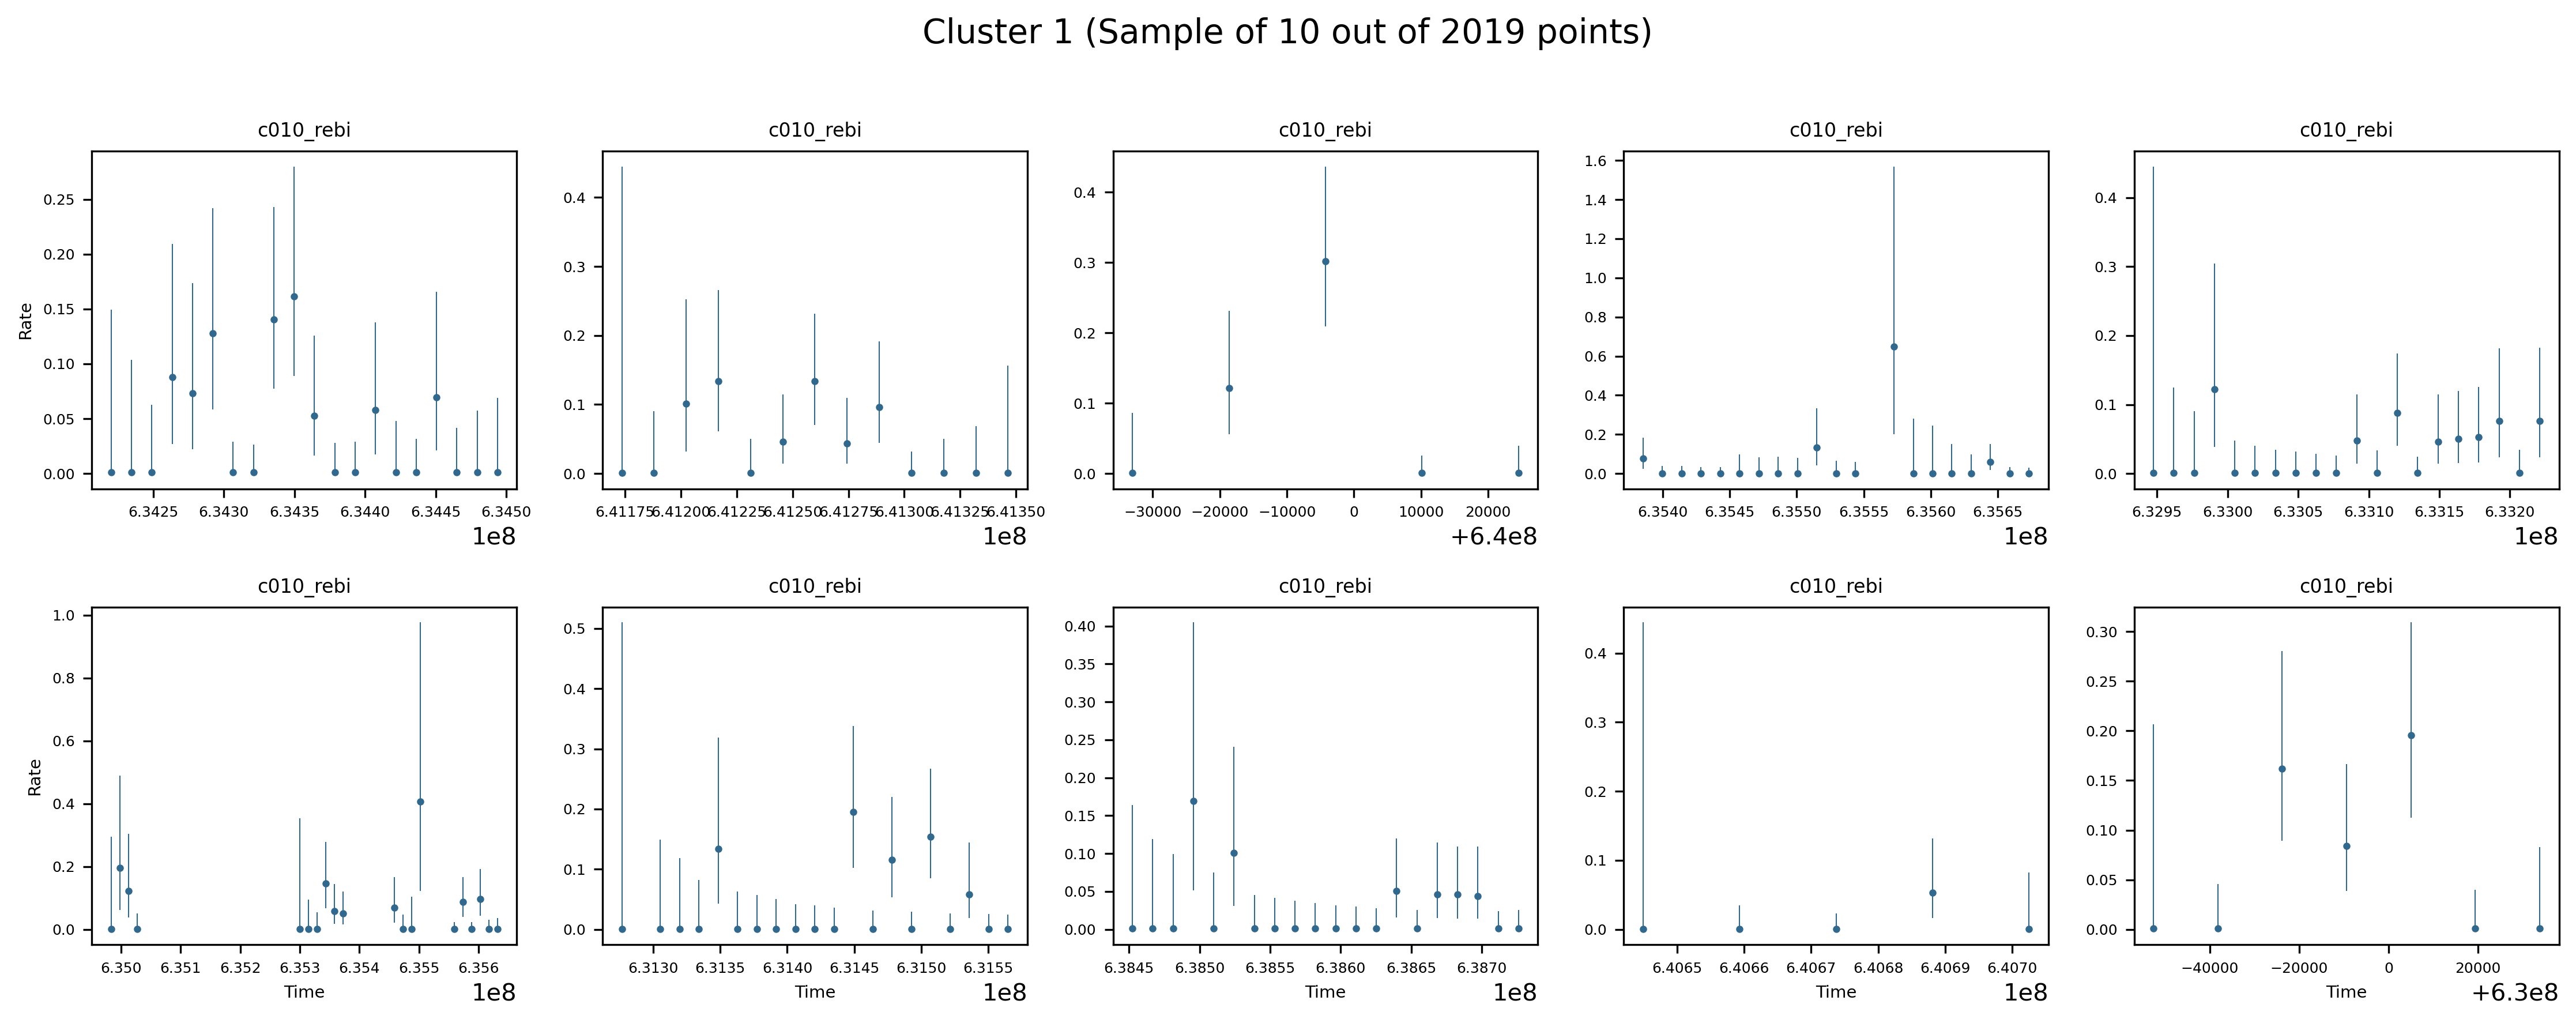 Cluster 1 (Sample of 10 out of 2019 points)
c010_rebi c010_rebi c010_rebi c010_rebi c010_rebi
Rate
0.25
0.20
0.15
0.10
0.05
0.00
6.3425 6.3430 6.3435 6.3440 6.3445 6.3450
1e8
0.4
0.3
0.2
0.1
0.0
6.41175 6.41200 6.41225 6.41250 6.41275 6.41300 6.41325 6.41350
1e8
0.4
0.3
0.2
0.1
0.0
−30000 −20000 −10000 0 10000 20000
+6.4e8
1.6
1.4
1.2
1.0
0.8
0.6
0.4
0.2
0.0
6.3540 6.3545 6.3550 6.3555 6.3560 6.3565
1e8
0.4
0.3
0.2
0.1
0.0
6.3295 6.3300 6.3305 6.3310 6.3315 6.3320
1e8
c010_rebi c010_rebi c010_rebi c010_rebi c010_rebi
Rate
1.0
0.8
0.6
0.4
0.2
0.0
6.350 6.351 6.352 6.353 6.354 6.355 6.356
Time
1e8
0.5
0.4
0.3
0.2
0.1
0.0
6.3130 6.3135 6.3140 6.3145 6.3150 6.3155
Time
1e8
0.40
0.35
0.30
0.25
0.20
0.15
0.10
0.05
0.00
6.3845 6.3850 6.3855 6.3860 6.3865 6.3870
Time
1e8
0.4
0.3
0.2
0.1
0.0
6.4065 6.4066 6.4067 6.4068 6.4069 6.4070
Time
1e8
0.30
0.25
0.20
0.15
0.10
0.05
0.00
−40000 −20000 0 20000
Time
+6.3e8